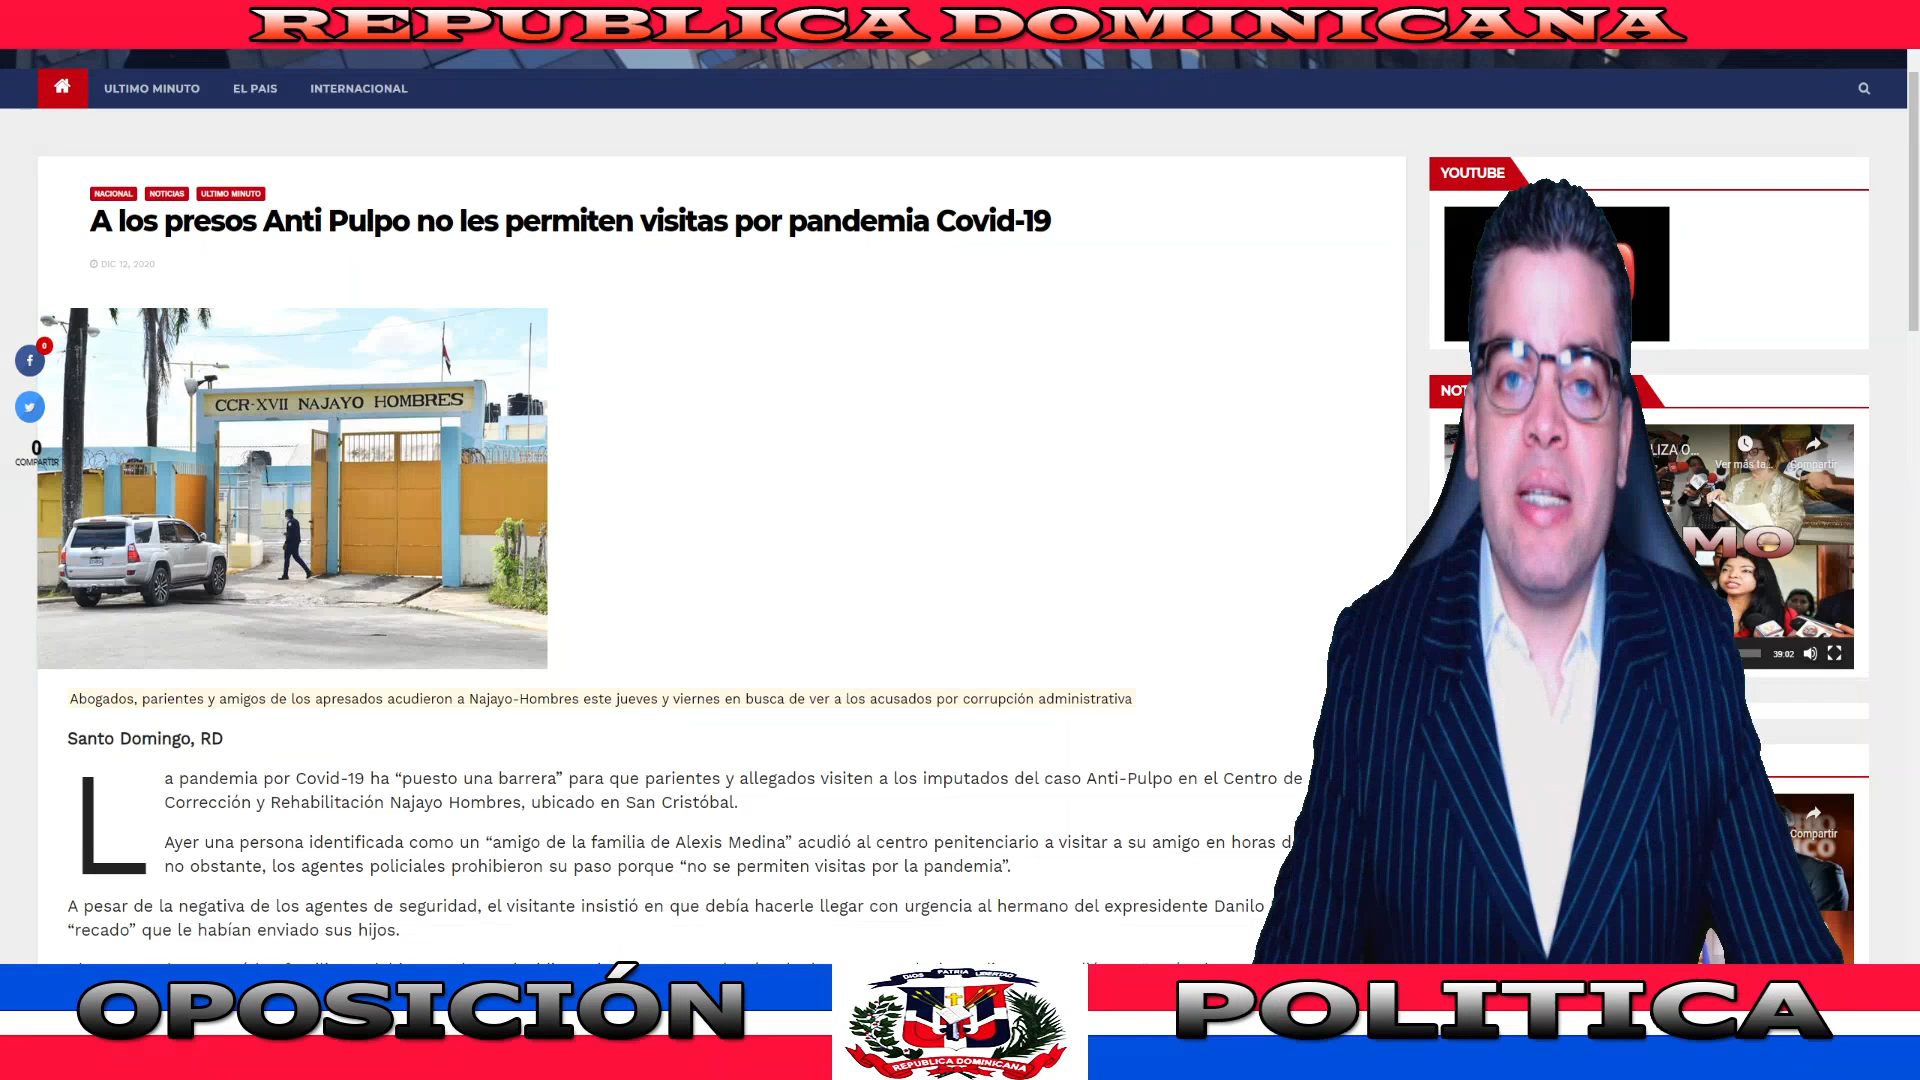 REPUBLICA DOMINICANA
ULTIMO MINUTO
EL PAIS
INTERNACIONAL
NACIONAL
NOTICIAS
ULTIMO MINUTO
A los presos Anti Pulpo no les permiten visitas por pandemia Covid-19
DIC 12, 2020
YOUTUBE
0
0
COMPARTIR
CCR-XVII NAJAYO HOMBRES
Ver más ta...
Compartir
39:02
Abogados, parientes y amigos de los apresados acudieron a Najayo-Hombres este jueves y viernes en busca de ver a los acusados por corrupción administrativa
Santo Domingo, RD
La pandemia por Covid-19 ha “puesto una barrera” para que parientes y allegados visiten a los imputados del caso Anti-Pulpo en el Centro de
Corrección y Rehabilitación Najayo Hombres, ubicado en San Cristóbal.
Ayer una persona identificada como un “amigo de la familia de Alexis Medina” acudió al centro penitenciario a visitar a su amigo en horas
no obstante, los agentes policiales prohibieron su paso porque “no se permiten visitas por la pandemia”.
A pesar de la negativa de los agentes de seguridad, el visitante insistió en que debía hacerle llegar con urgencia al hermano del expresidente Danilo
“recado” que le habían enviado sus hijos.
Compartir
OPOSICIÓN
DIOS PATRIA LIBERTAD
REPUBLICA DOMINICANA
POLITICA